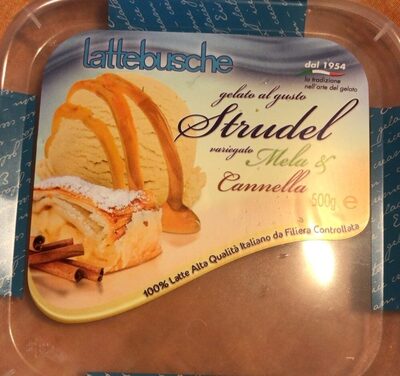 lattebusche
dal 1954
la tradizione
nell'arte del gelato
gelato al gusto
Strudel
variegato Mela &
Cannella
500g e
100% Latte Alta Qualità Italiano da Filiera Controllata